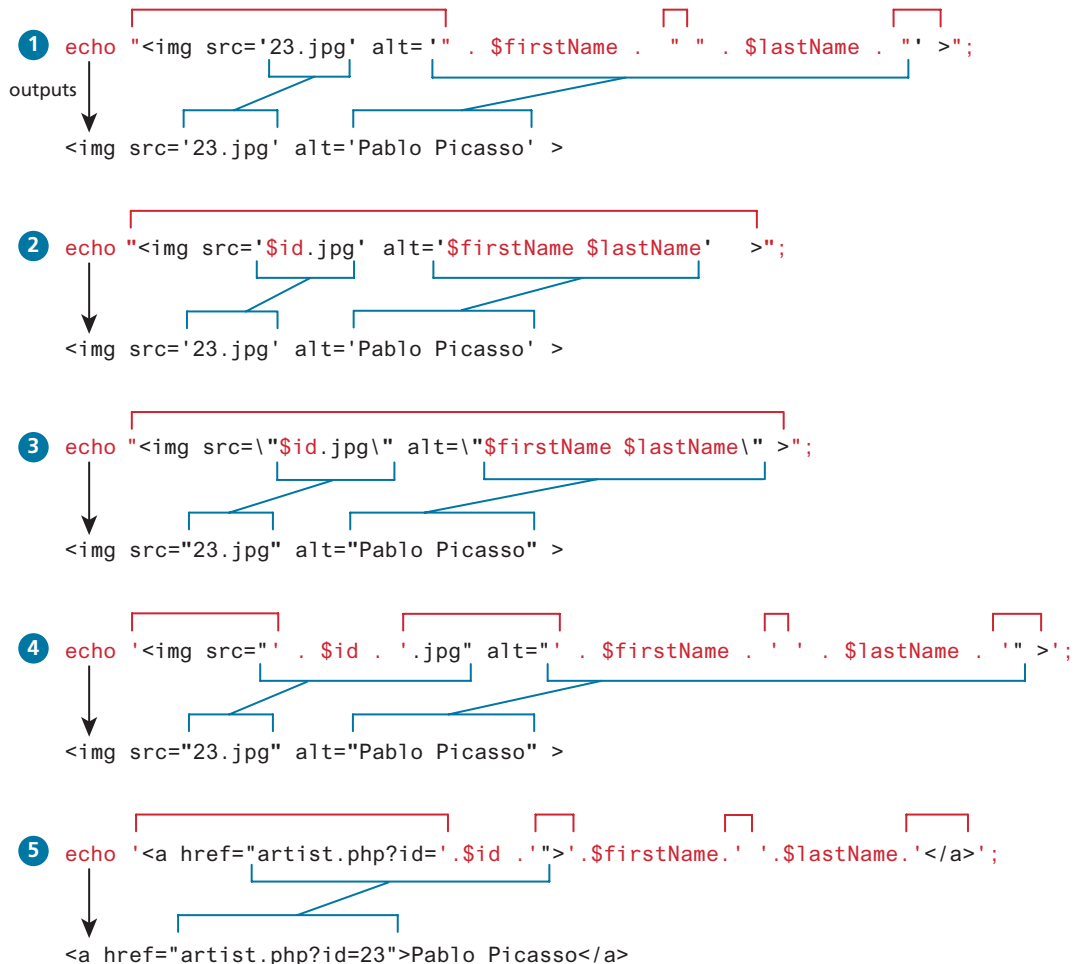 1 echo "<img src='23.jpg' alt='" . $firstName . " " . $lastName . "' >";
outputs
<img src='23.jpg' alt='Pablo Picasso' >
2 echo "<img src='$id.jpg' alt='$firstName $lastName' >";
<img src='23.jpg' alt='Pablo Picasso' >
3 echo "<img src=\"$id.jpg\" alt=\"$firstName $lastName\" >";
<img src="23.jpg" alt="Pablo Picasso" >
4 echo '<img src="' . $id . '.jpg" alt="' . $firstName . ' ' . $lastName . '" >';
<img src="23.jpg" alt="Pablo Picasso" >
5 echo '<a href="artist.php?id='.$id .'">'.$firstName.' '.$lastName.'</a>';
<a href="artist.php?id=23">Pablo Picasso</a>